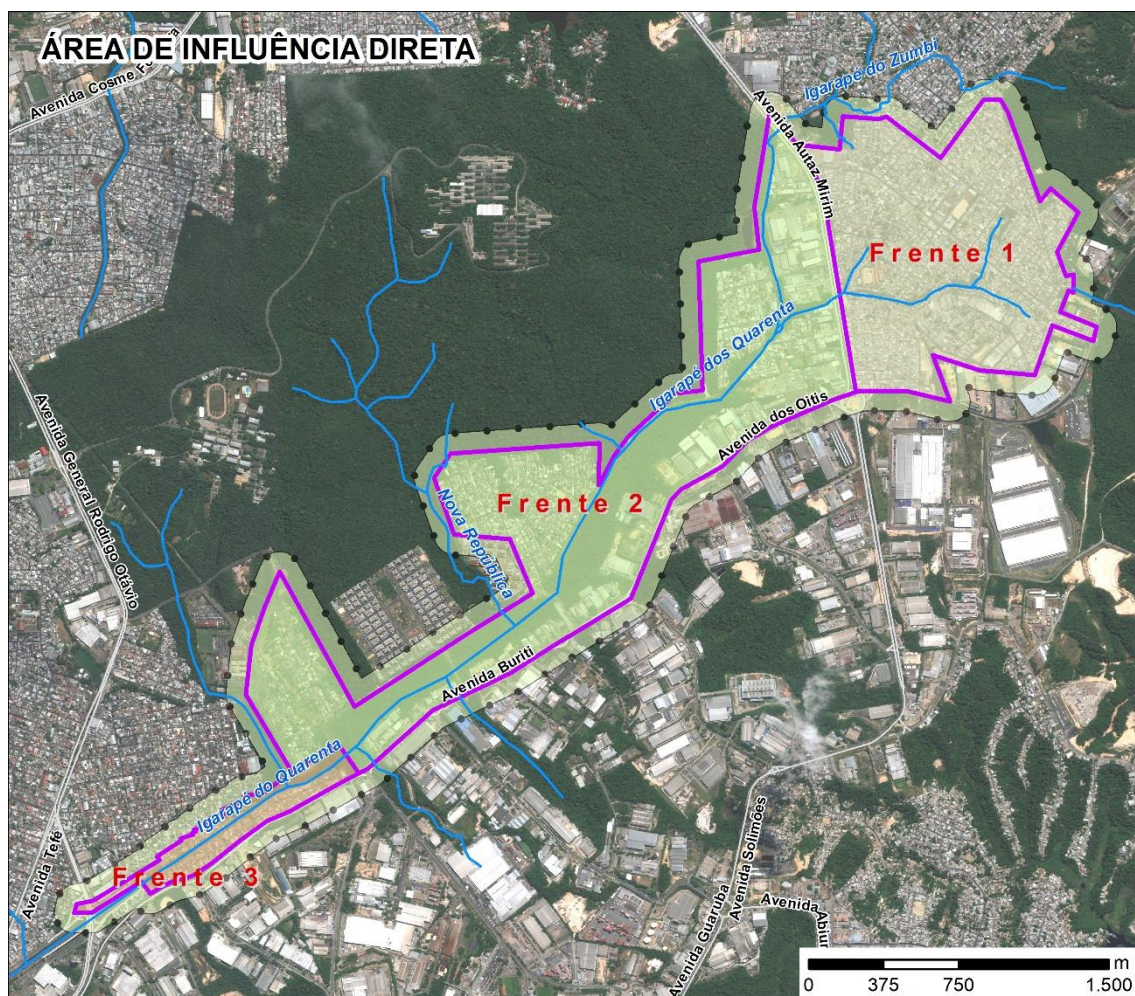 ÁREA DE INFLUÊNCIA DIRETA
Avenida Cosme Fe
Igarapé do Zumbi
Avenida Autaz Mirim
Frente 1
Igarapé dos Quarenta
Avenida dos Oitis
Avenida General Rodrigo Otávio
Frente 2
Nova República
Avenida Buriti
Igarapé do Quarenta
Avenida Tefé
Frente 3
Avenida Solimões
Avenida Guaruba
Avenida Abiur
m
0 375 750 1.500